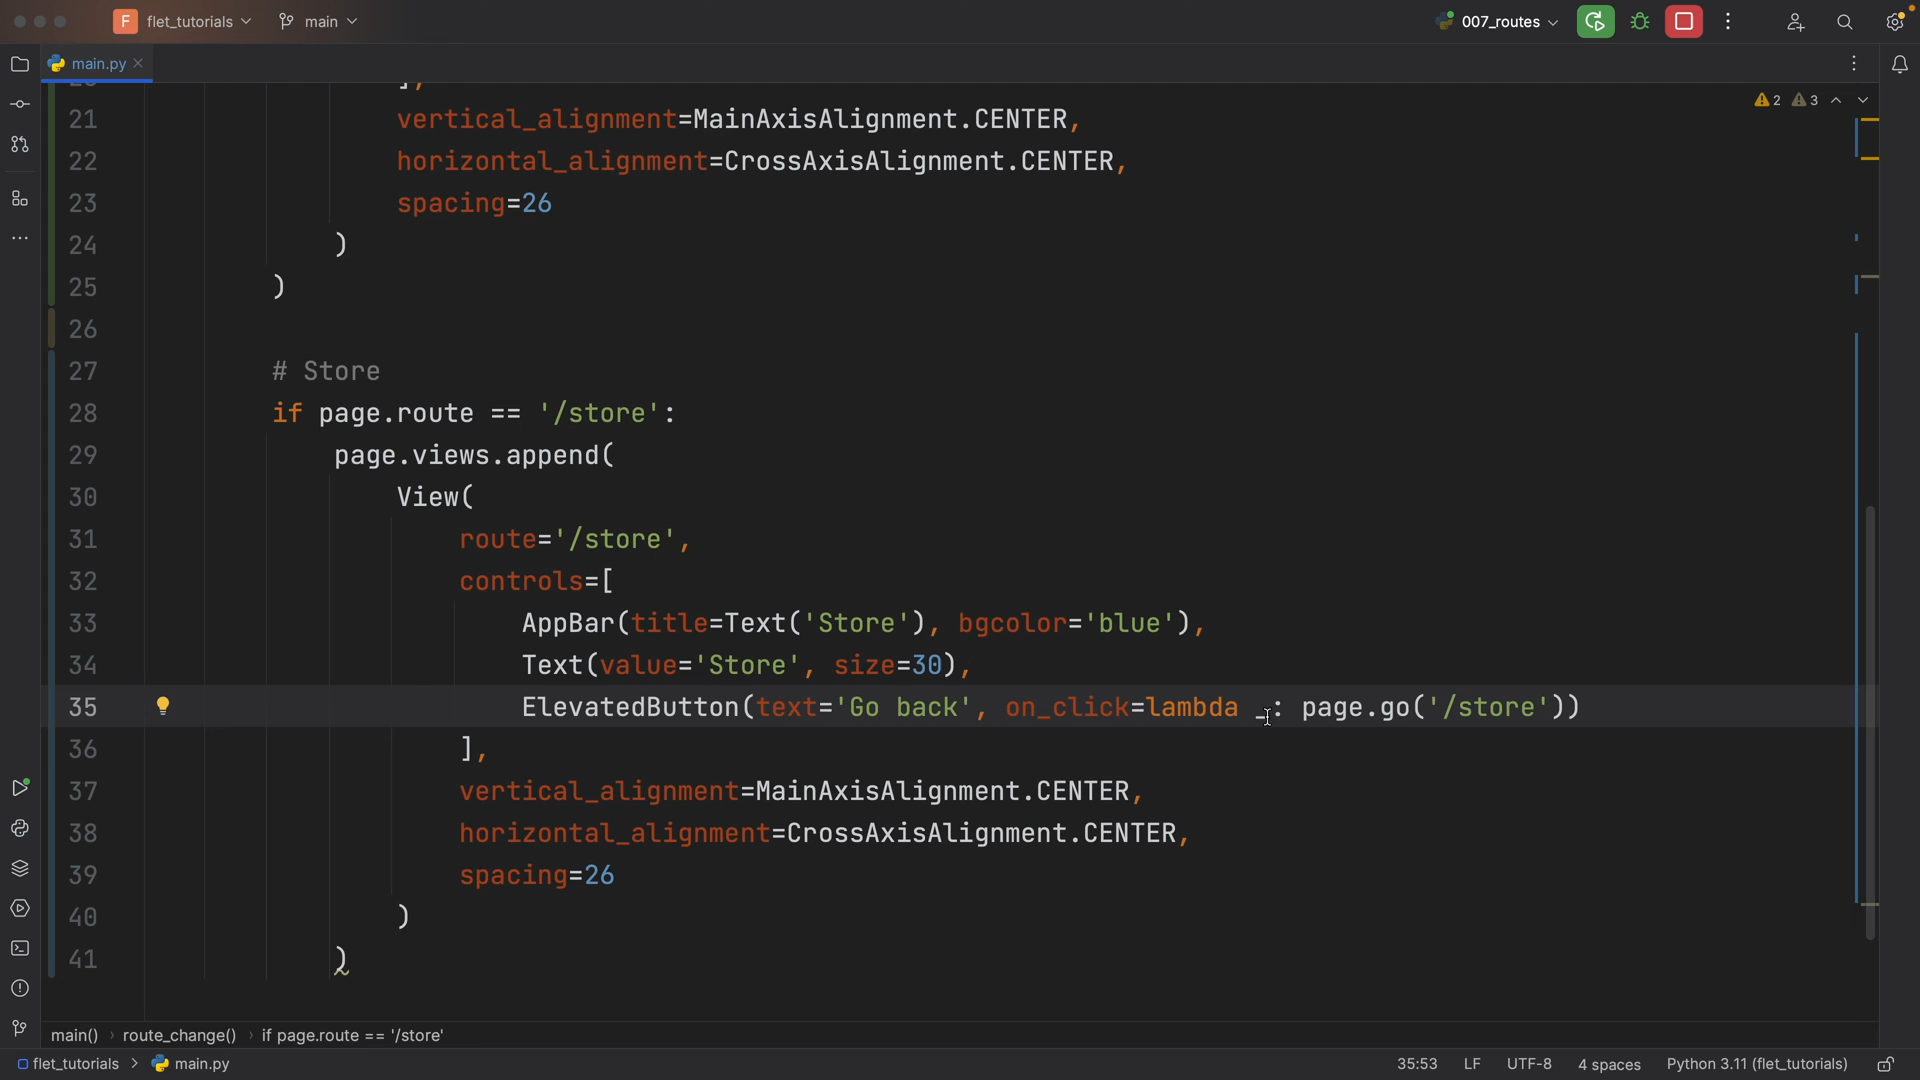 F flet_tutorials main 007_routes
main.py
20 ],
21 vertical_alignment=MainAxisAlignment.CENTER,
2 3
22 horizontal_alignment=CrossAxisAlignment.CENTER,
23 spacing=26
24 )
25 )
26
27 # Store
28 if page.route == '/store':
29 page.views.append(
30 View(
31 route='/store',
32 controls=[
33 AppBar(title=Text('Store'), bgcolor='blue'),
34 Text(value='Store', size=30),
35 ElevatedButton(text='Go back', on_click=lambda _: page.go('/store'))
36 ],
37 vertical_alignment=MainAxisAlignment.CENTER,
38 horizontal_alignment=CrossAxisAlignment.CENTER,
39 spacing=26
40 )
41 )
main() › route_change() › if page.route == '/store'
flet_tutorials > main.py 35:53 LF UTF-8 4 spaces Python 3.11 (flet_tutorials)